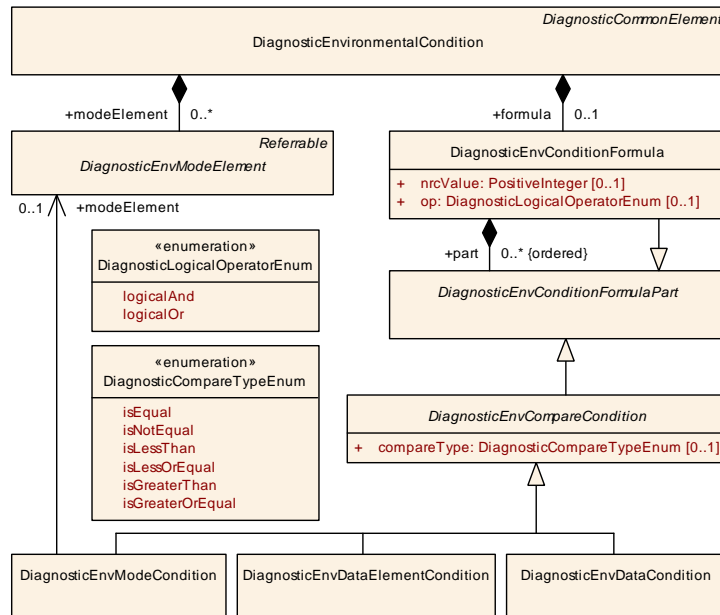 DiagnosticCommonElement
DiagnosticEnvironmentalCondition
+modeElement 0..*
+formula 0..1
Referrable
DiagnosticEnvModeElement
DiagnosticEnvConditionFormula
+ nrcValue: PositiveInteger [0..1]
+ op: DiagnosticLogicalOperatorEnum [0..1]
0..1 +modeElement
«enumeration»
DiagnosticLogicalOperatorEnum
logicalAnd
logicalOr
+part 0..* {ordered}
DiagnosticEnvConditionFormulaPart
«enumeration»
DiagnosticCompareTypeEnum
isEqual
isNotEqual
isLessThan
isLessOrEqual
isGreaterThan
isGreaterOrEqual
DiagnosticEnvCompareCondition
+ compareType: DiagnosticCompareTypeEnum [0..1]
DiagnosticEnvModeCondition
DiagnosticEnvDataElementCondition
DiagnosticEnvDataCondition